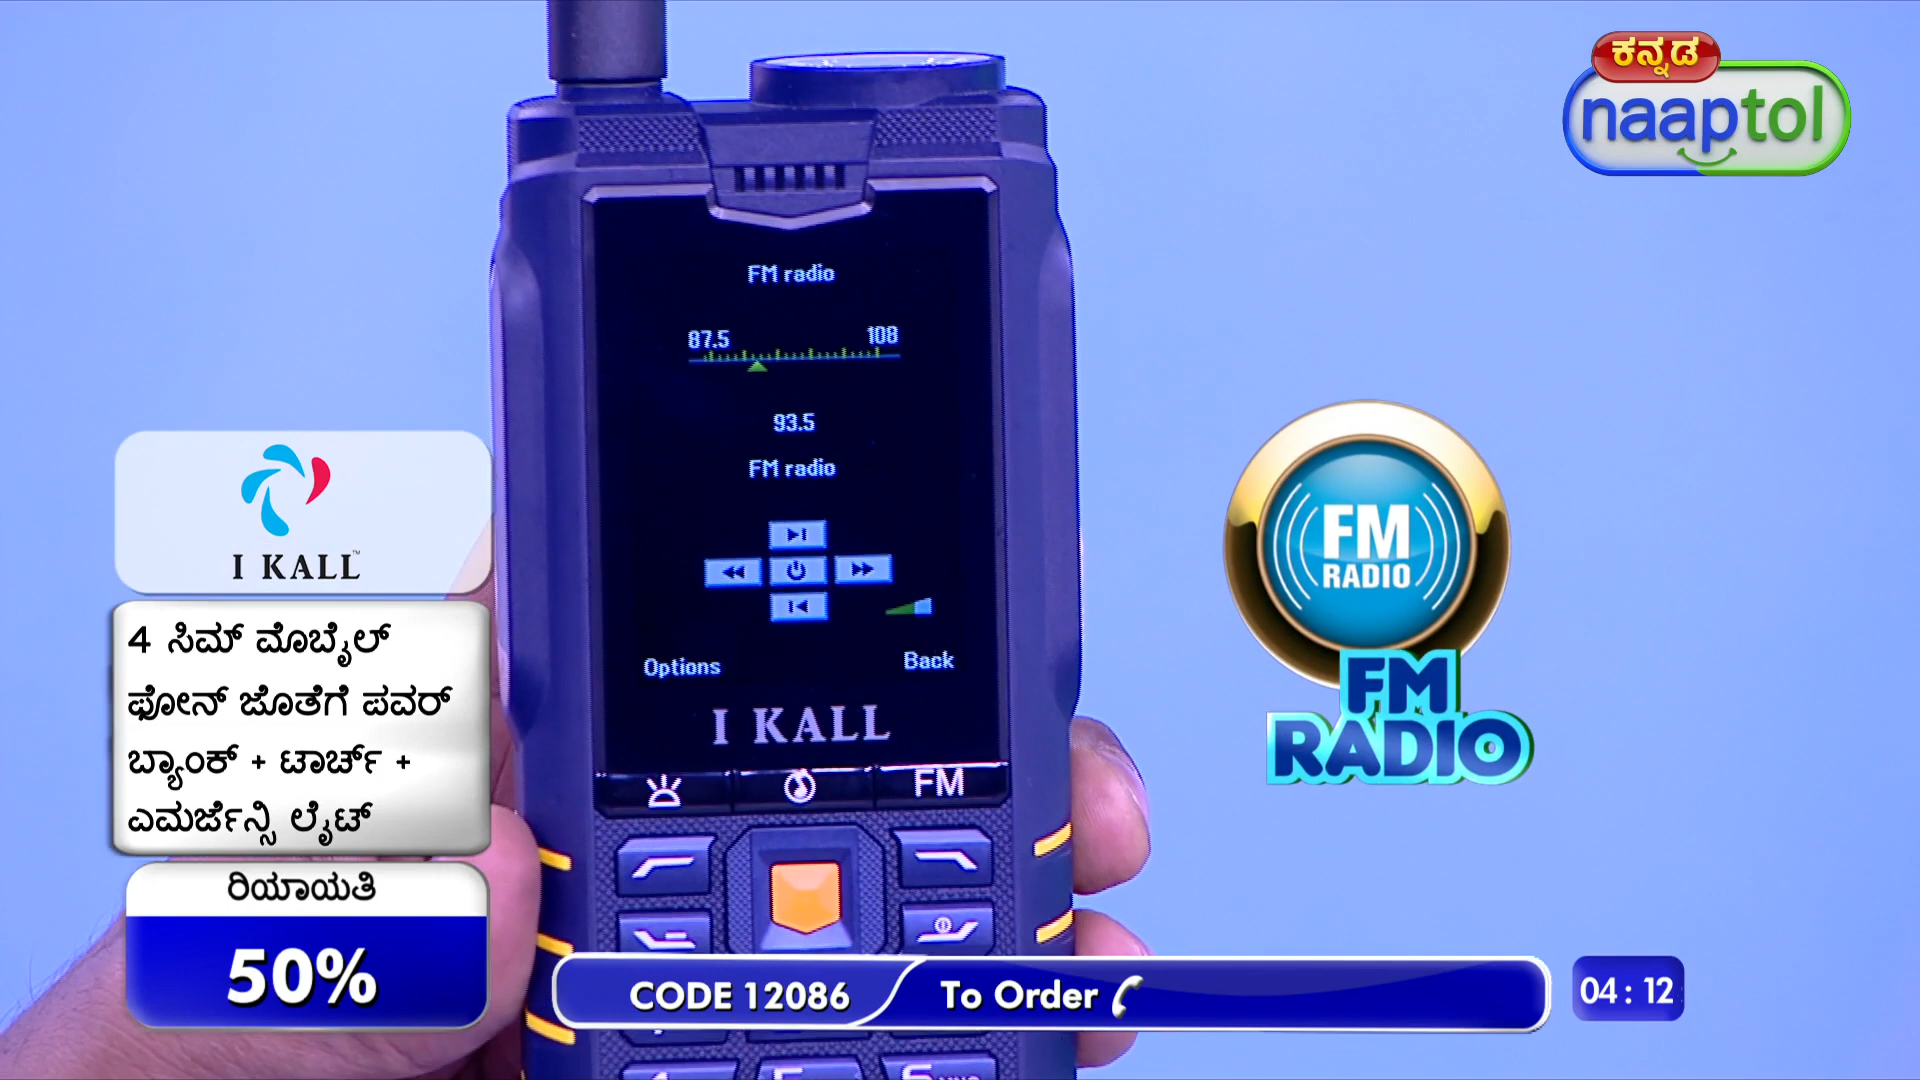 ಕನ್ನಡ
naaptol
FM radio
87.5 108
93.5
FM radio
Options Back
I KALL
FM
I KALL™
4 ಸಿಮ್ ಮೊಬೈಲ್
ಫೋನ್ ಜೊತೆಗೆ ಪವರ್
ಬ್ಯಾಂಕ್ + ಟಾರ್ಚ್ +
ಎಮರ್ಜೆನ್ಸಿ ಲೈಟ್
ರಿಯಾಯತಿ
50%
FM
RADIO
FM
RADIO
CODE 12086 To Order
04 : 12